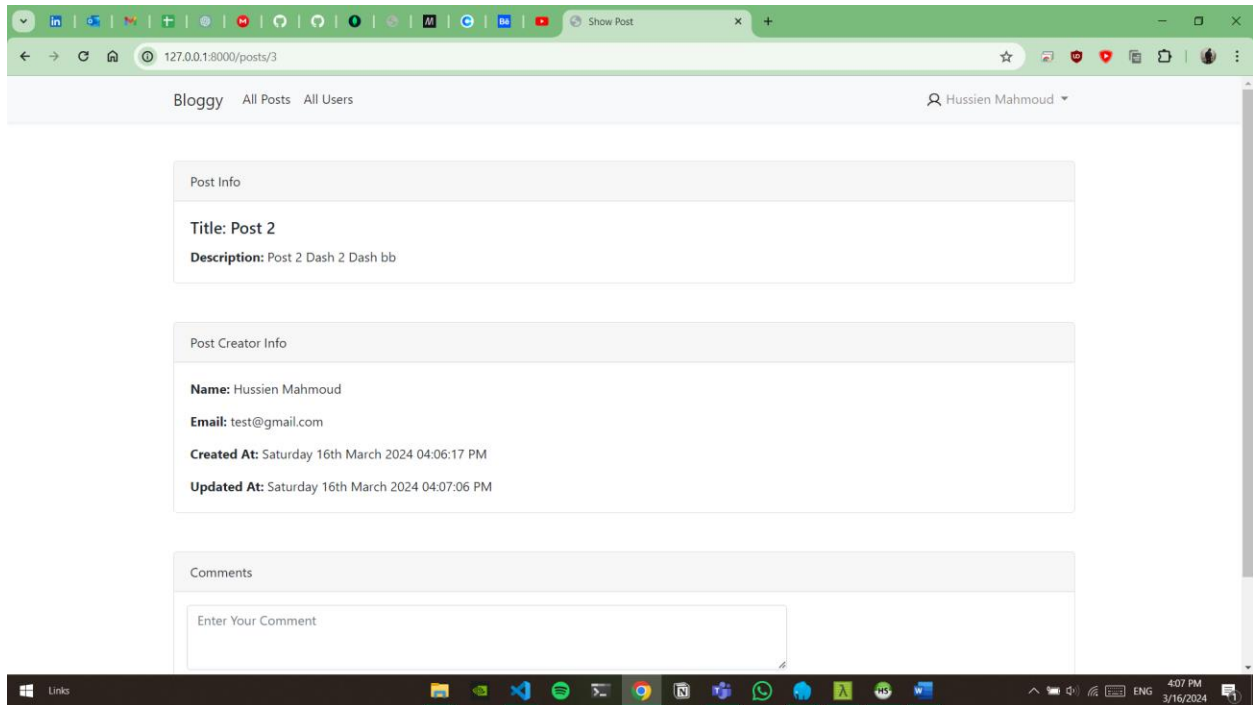 Show Post
127.0.0.1:8000/posts/3
Bloggy All Posts All Users Hussien Mahmoud
Post Info
Title: Post 2
Description: Post 2 Dash 2 Dash bb
Post Creator Info
Name: Hussien Mahmoud
Email: test@gmail.com
Created At: Saturday 16th March 2024 04:06:17 PM
Updated At: Saturday 16th March 2024 04:07:06 PM
Comments
Enter Your Comment
Links
ENG
4:07 PM
3/16/2024